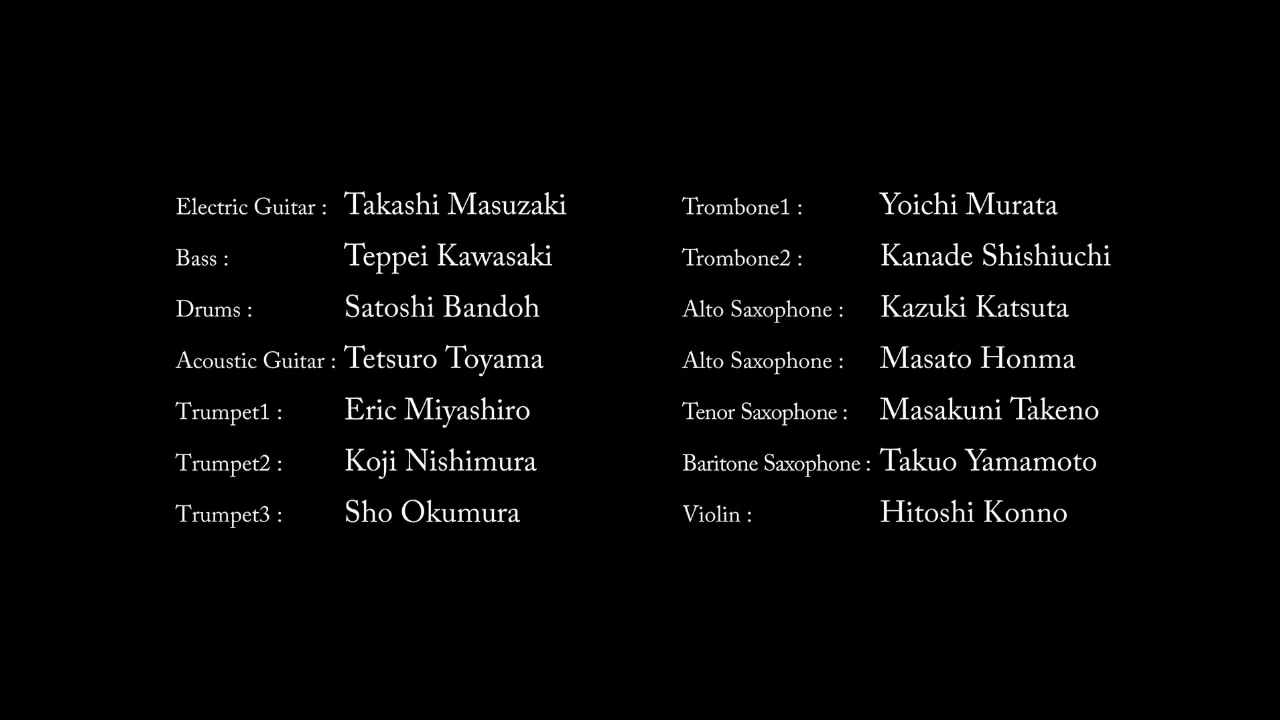 Electric Guitar : Takashi Masuzaki
Bass : Teppei Kawasaki
Drums : Satoshi Bandoh
Acoustic Guitar : Tetsuro Toyama
Trumpet1 : Eric Miyashiro
Trumpet2 : Koji Nishimura
Trumpet3 : Sho Okumura
Trombone1 : Yoichi Murata
Trombone2 : Kanade Shishiuchi
Alto Saxophone : Kazuki Katsuta
Alto Saxophone : Masato Honma
Tenor Saxophone : Masakuni Takeno
Baritone Saxophone : Takuo Yamamoto
Violin : Hitoshi Konno